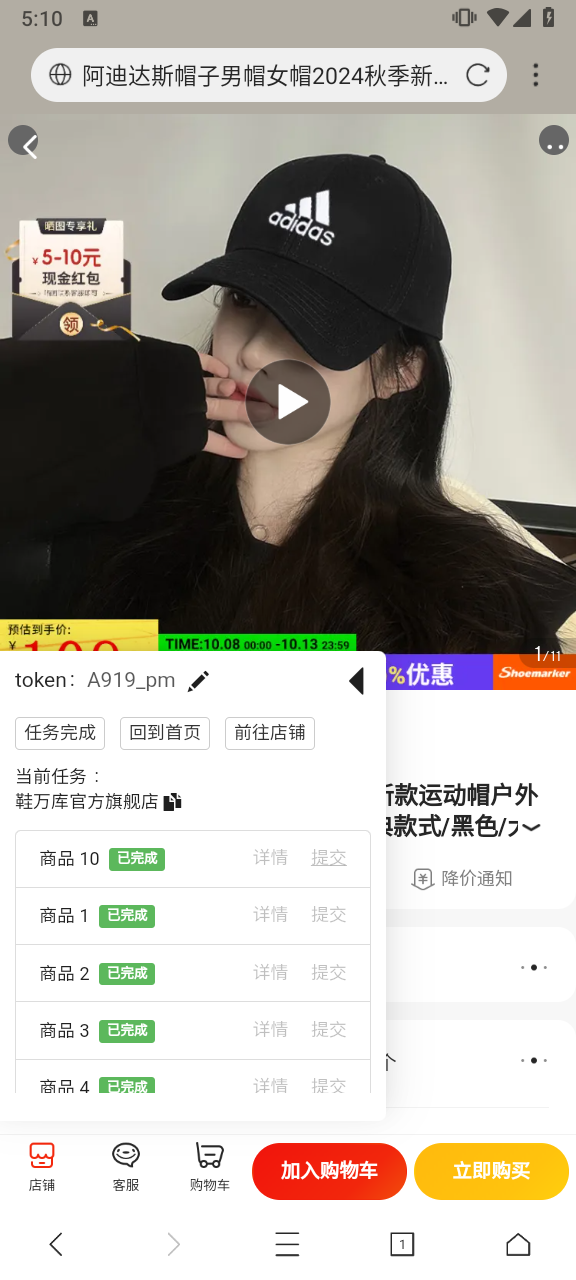 5:10
A
阿迪达斯帽子男帽女帽2024秋季新...
adidas
晒图专享礼
¥5-10元
现金红包
领
预估到手价:
¥
TIME:10.08 00:00 -10.13 23:59
1/11
%优惠
Shoemarker
token: A919_pm
任务完成 回到首页 前往店铺
当前任务：
鞋万库官方旗舰店
新款运动帽户外
典款式/黑色/
降价通知
商品 10 已完成 详情 提交
商品 1 已完成 详情 提交
商品 2 已完成 详情 提交
商品 3 已完成 详情 提交
个
商品 4 已完成 详情 提交
店铺 客服 购物车 加入购物车 立即购买
1